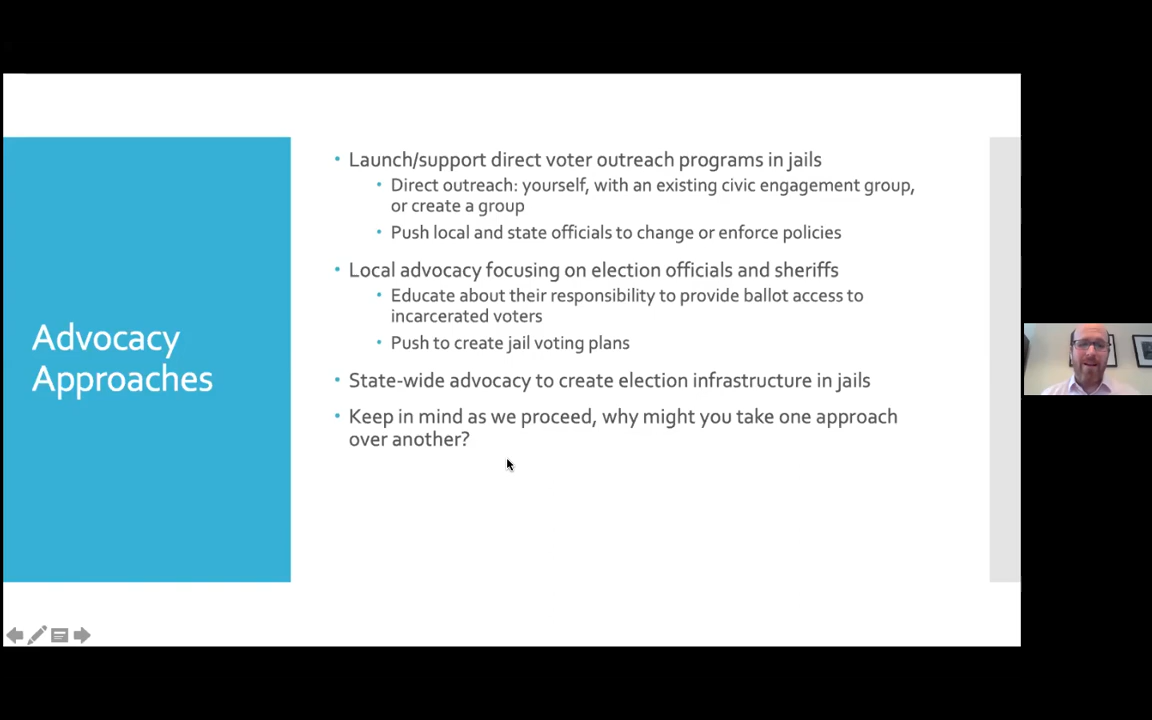 Advocacy
Approaches
• Launch/support direct voter outreach programs in jails
• Direct outreach: yourself, with an existing civic engagement group,
or create a group
• Push local and state officials to change or enforce policies
• Local advocacy focusing on election officials and sheriffs
• Educate about their responsibility to provide ballot access to
incarcerated voters
• Push to create jail voting plans
• State-wide advocacy to create election infrastructure in jails
• Keep in mind as we proceed, why might you take one approach
over another?